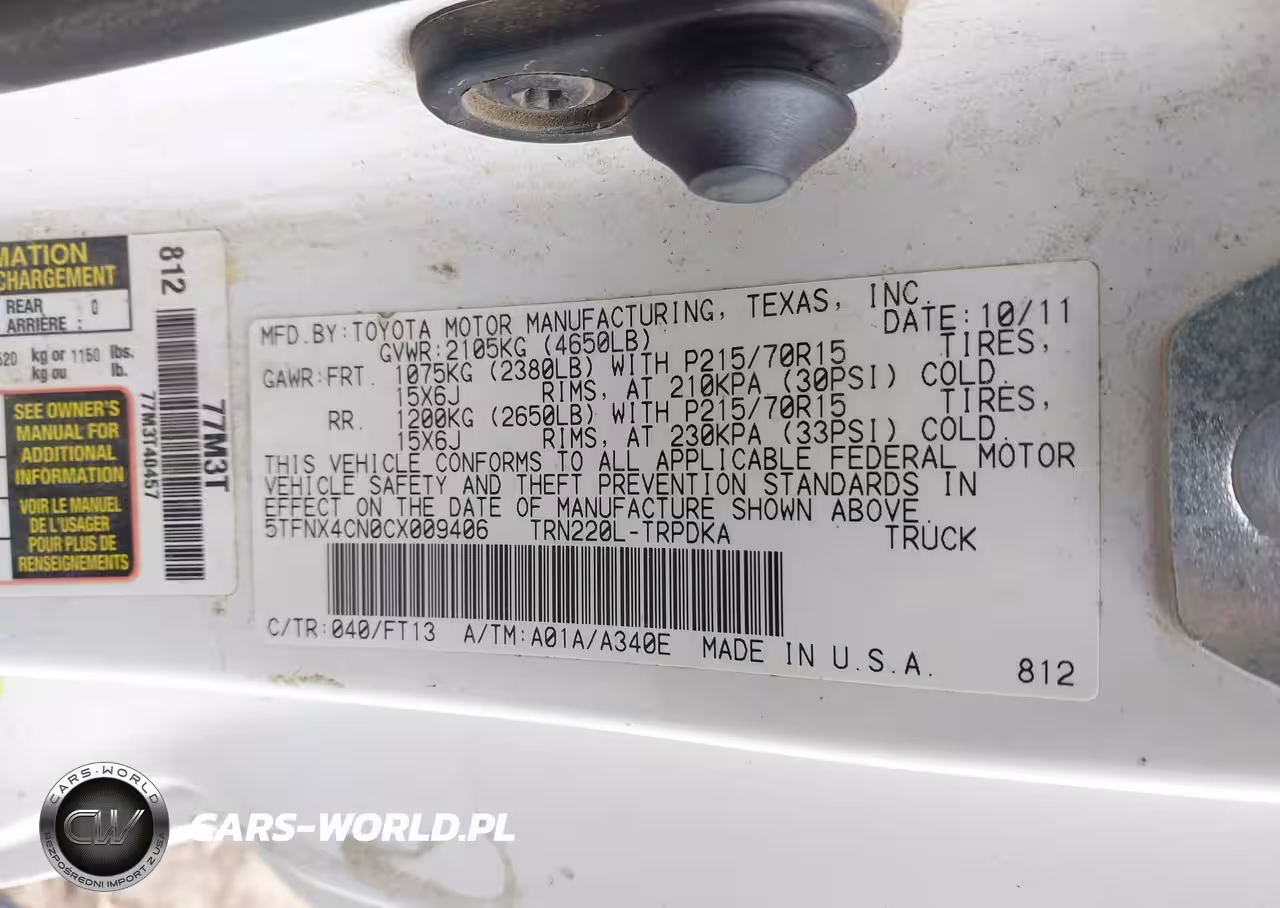 MATION
CHARGEMENT
REAR 0
ARRIÈRE :
520 kg or 1150 lbs.
kg ou lb.
SEE OWNER'S
MANUAL FOR
ADDITIONAL
INFORMATION
VOIR LE MANUEL
DE L'USAGER
POUR PLUS DE
RENSEIGNEMENTS
812
77M3T
77M3T40457
MFD.BY:TOYOTA MOTOR MANUFACTURING, TEXAS, INC.
DATE:10/11
GVWR:2105KG (4650LB)
GAWR:FRT. 1075KG (2380LB) WITH P215/70R15 TIRES,
15X6J RIMS, AT 210KPA (30PSI) COLD.
RR. 1200KG (2650LB) WITH P215/70R15 TIRES,
15X6J RIMS, AT 230KPA (33PSI) COLD.
THIS VEHICLE CONFORMS TO ALL APPLICABLE FEDERAL MOTOR
VEHICLE SAFETY AND THEFT PREVENTION STANDARDS IN
EFFECT ON THE DATE OF MANUFACTURE SHOWN ABOVE.
5TFNX4CN0CX009406 TRN220L-TRPDKA TRUCK
C/TR:040/FT13 A/TM:A01A/A340E MADE IN U.S.A.
812
CARS-WORLD
CW
BEZPOŚREDNI IMPORT Z USA
CARS-WORLD.PL